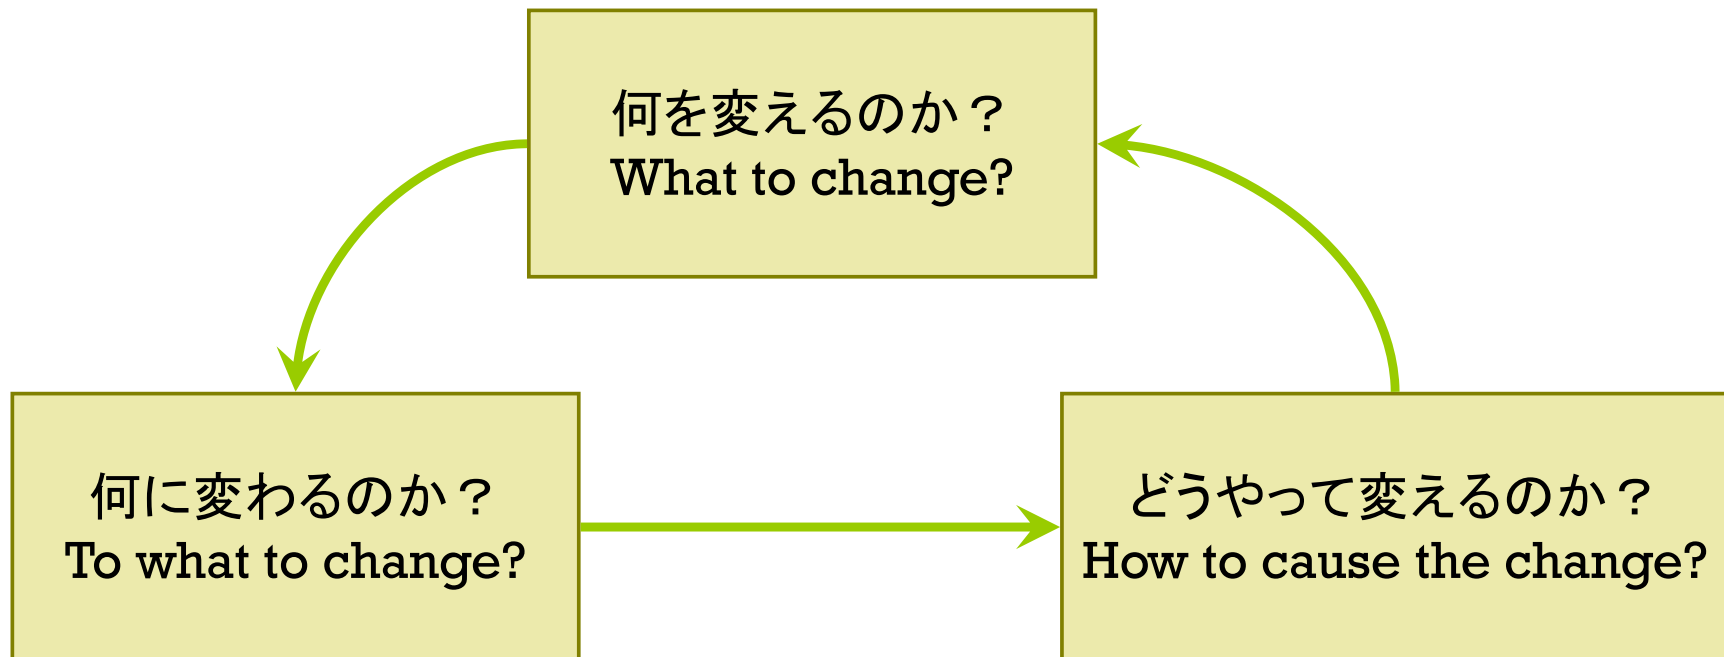 何を変えるのか？
What to change?
何に変わるのか？
To what to change?
どうやって変えるのか？
How to cause the change?